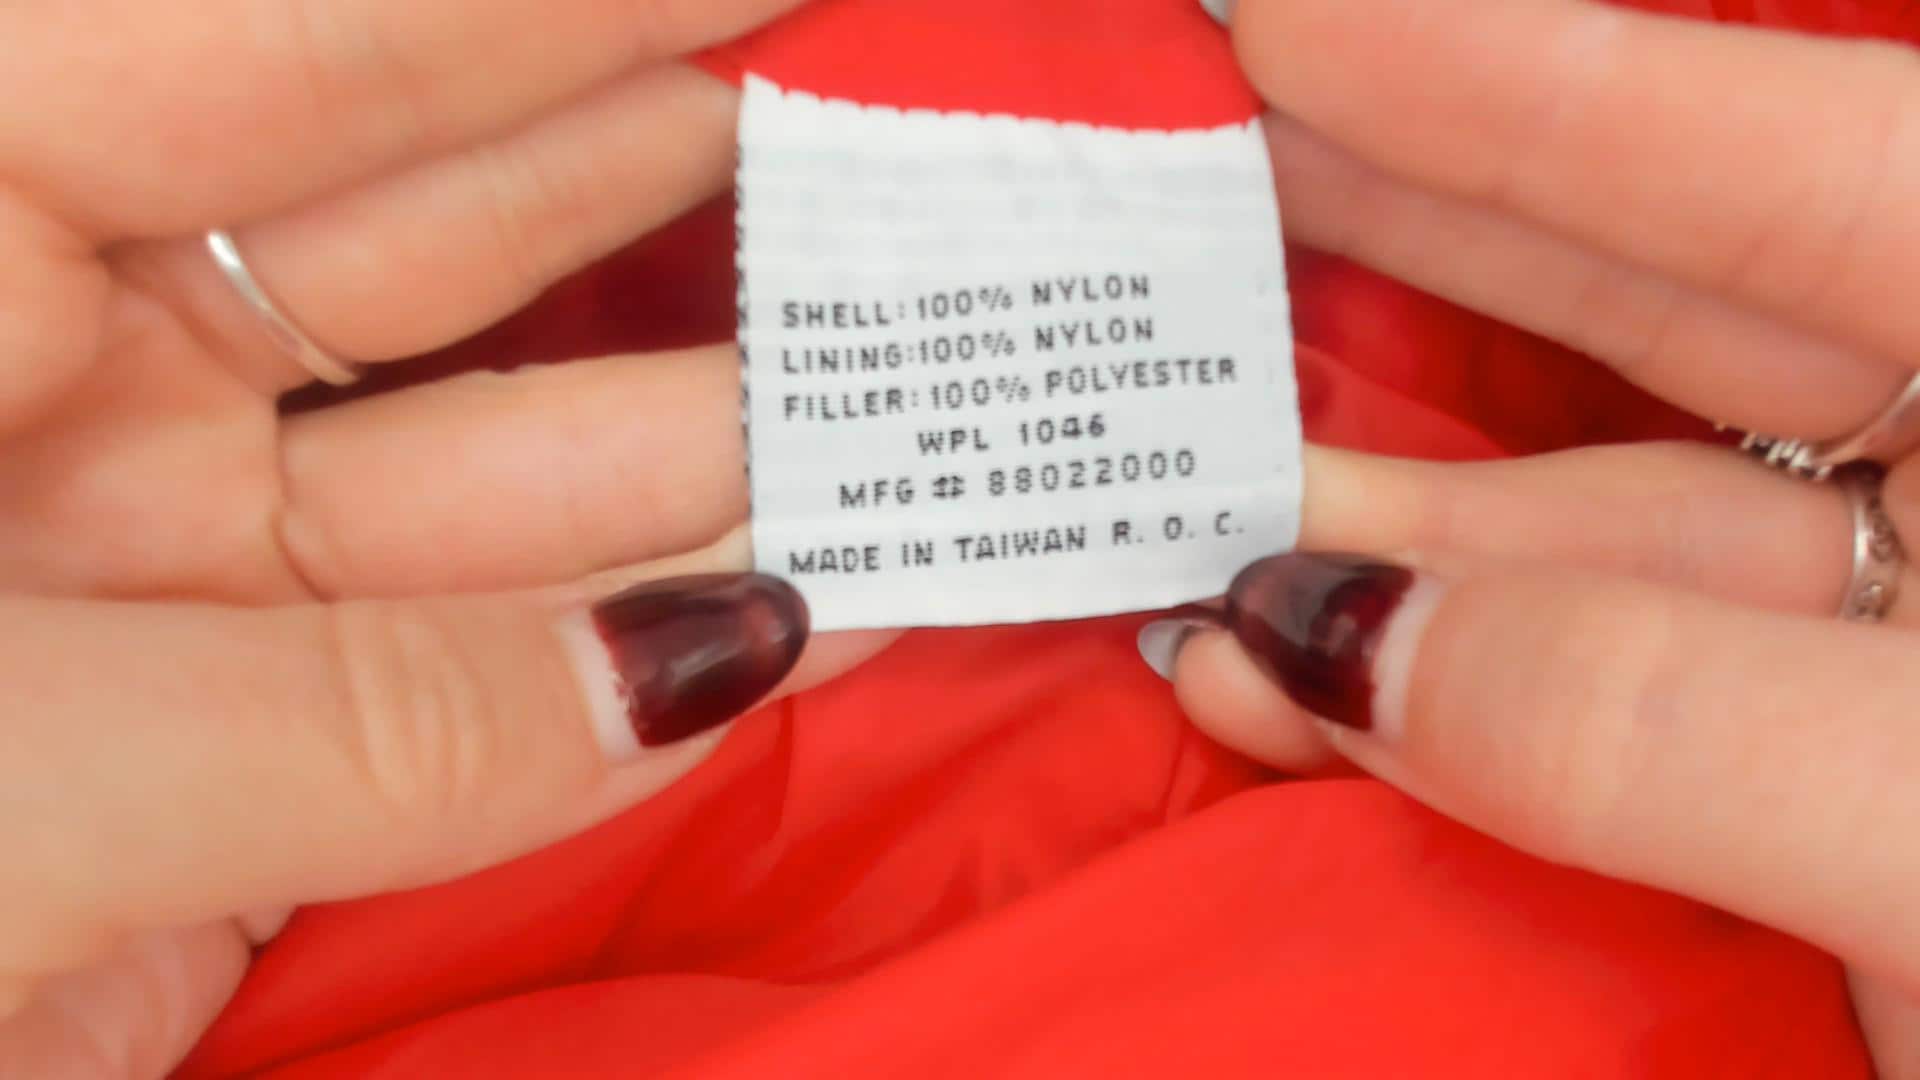 SHELL: 100% NYLON
LINING: 100% NYLON
FILLER: 100% POLYESTER
WPL 1046
MFG # 88022000
MADE IN TAIWAN R. O. C.